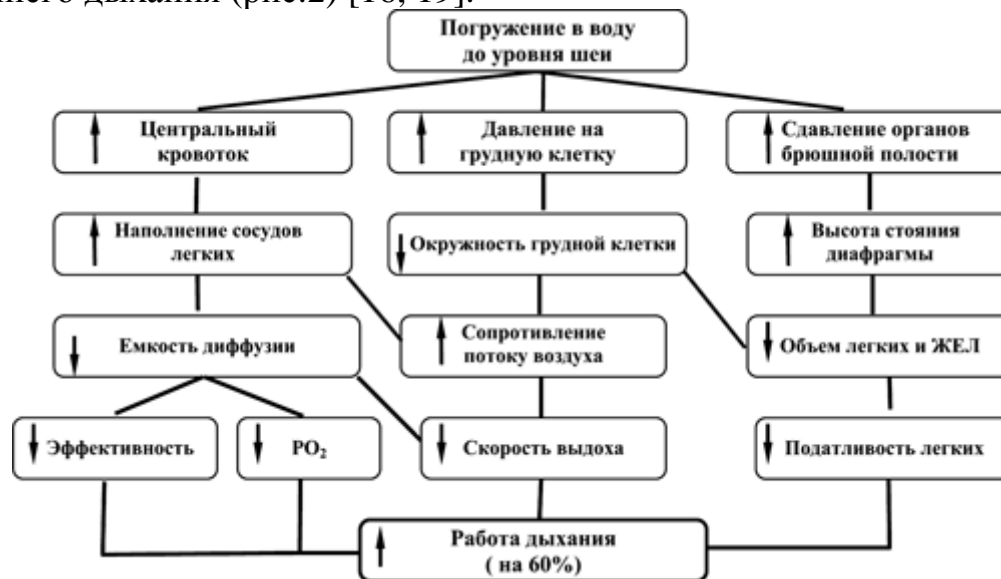 него дыхания (рис.2) [18, 19].
Погружение в воду
до уровня шеи
Центральный
кровоток
Давление на
грудную клетку
Сдавление органов
брюшной полости
Наполнение сосудов
легких
Окружность грудной клетки
Высота стояния
диафрагмы
Емкость диффузии
Сопротивление
потоку воздуха
Объем легких и ЖЕЛ
Эффективность
PO₂
Скорость выдоха
Податливость легких
Работа дыхания
( на 60%)